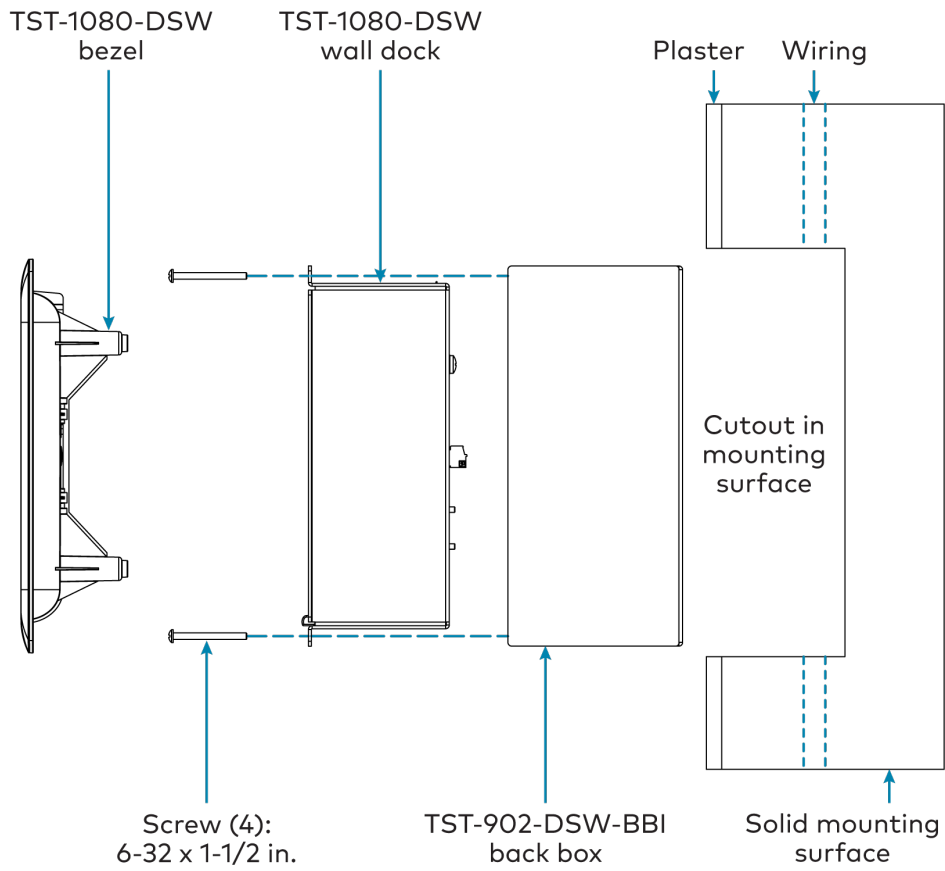 TST-1080-DSW
bezel
TST-1080-DSW
wall dock
Plaster
Wiring
Cutout in
mounting
surface
Screw (4):
6-32 x 1-1/2 in.
TST-902-DSW-BBI
back box
Solid mounting
surface